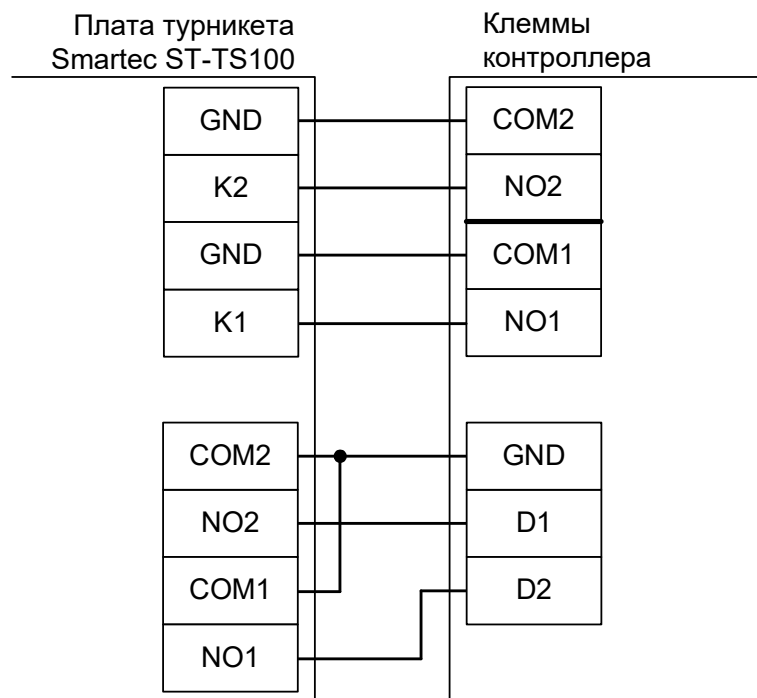 Плата турникета
Smartec ST-TS100
Клеммы
контроллера
GND
COM2
K2
NO2
GND
COM1
K1
NO1
COM2
GND
NO2
D1
COM1
D2
NO1